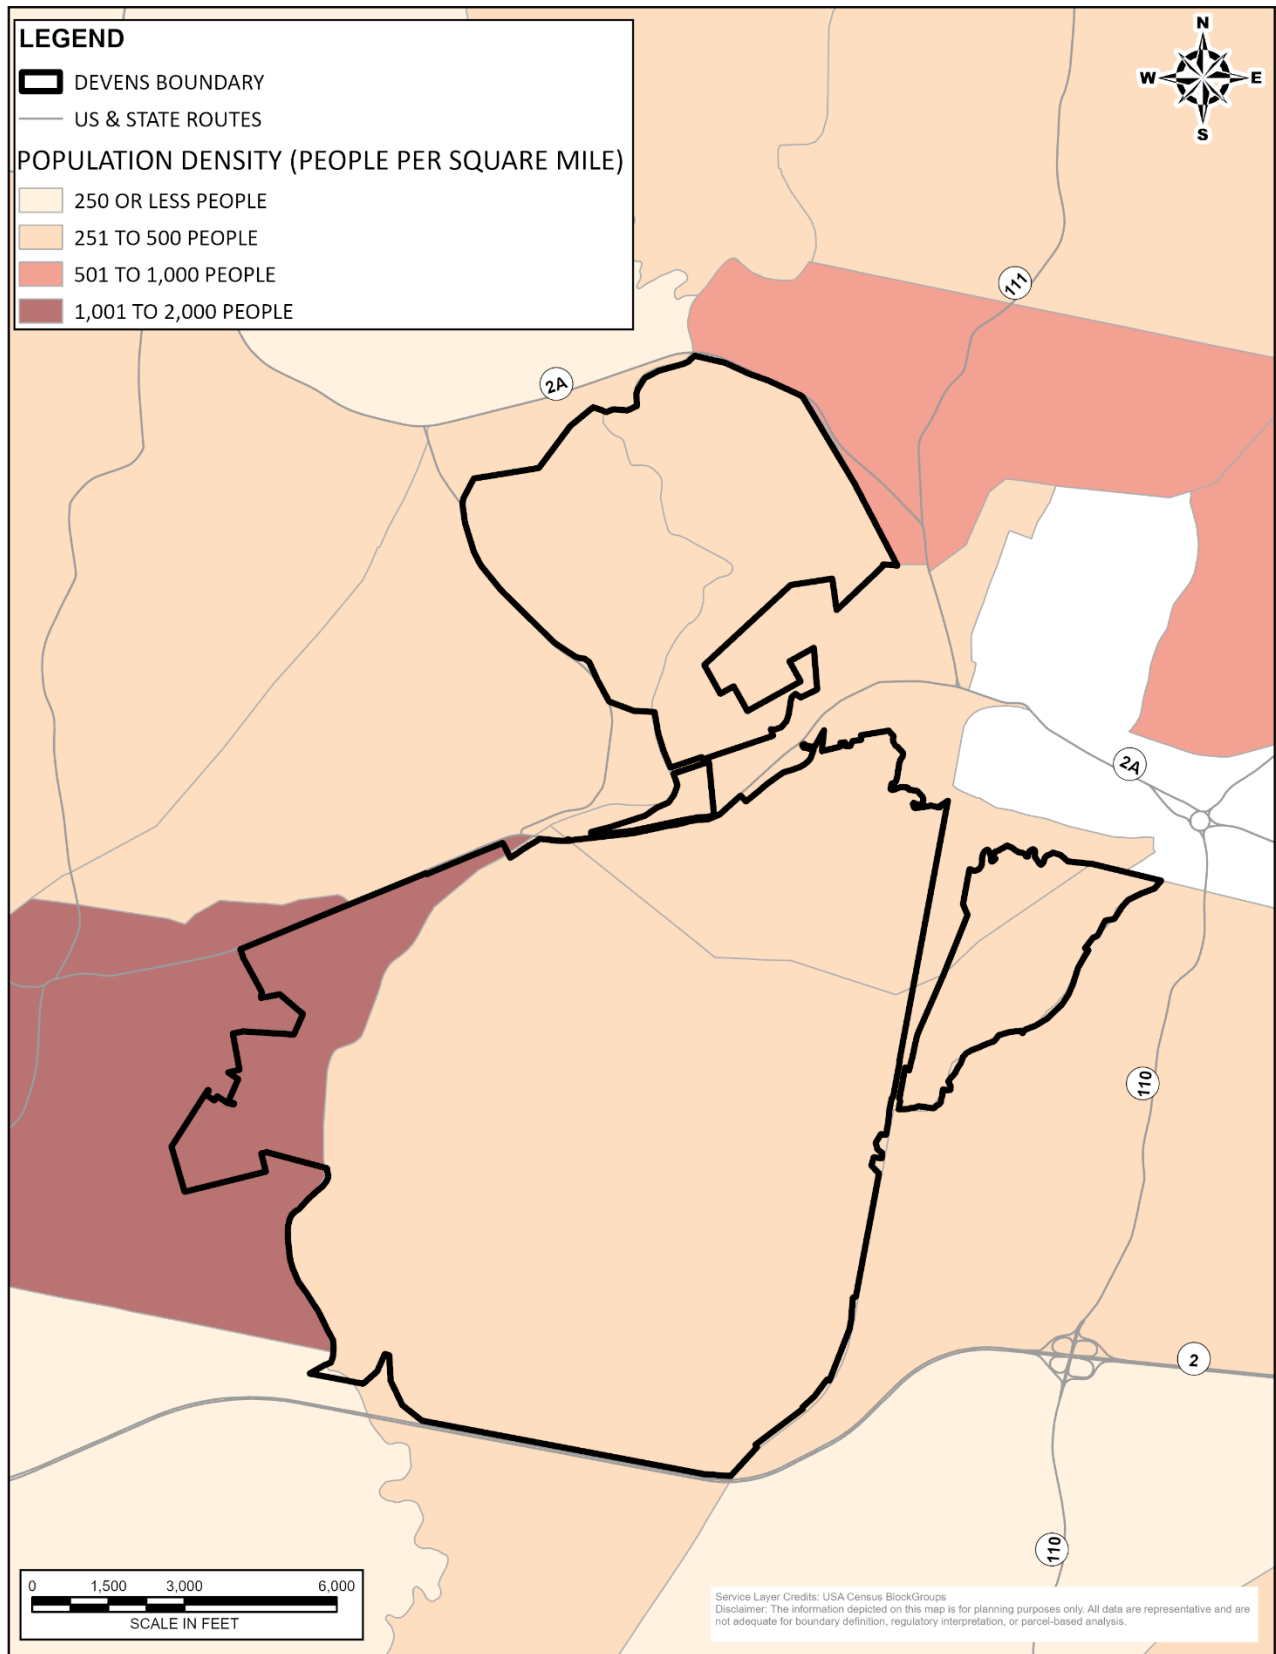 LEGEND
DEVENS BOUNDARY
US & STATE ROUTES
POPULATION DENSITY (PEOPLE PER SQUARE MILE)
250 OR LESS PEOPLE
251 TO 500 PEOPLE
501 TO 1,000 PEOPLE
1,001 TO 2,000 PEOPLE
N
W
E
S
111
2A
2A
110
2
110
0 1,500 3,000 6,000
SCALE IN FEET
Service Layer Credits: USA Census BlockGroups
Disclaimer: The information depicted on this map is for planning purposes only. All data are representative and are
not adequate for boundary definition, regulatory interpretation, or parcel-based analysis.